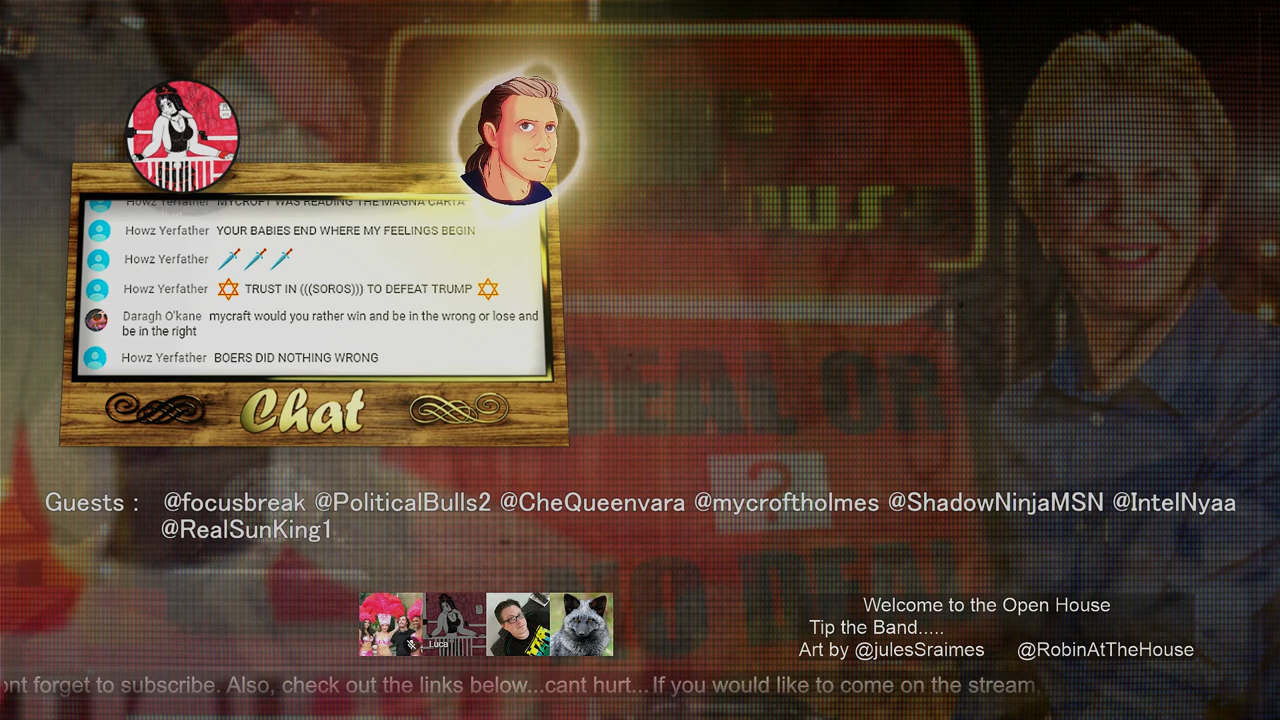 Howz Yerfather MYCROFT WAS READING THE MAGNA CARTA
Howz Yerfather YOUR BABIES END WHERE MY FEELINGS BEGIN
Howz Yerfather 🗡️🗡️🗡️
Howz Yerfather 🔯 TRUST IN (((SOROS))) TO DEFEAT TRUMP 🔯
Daragh O'kane mycraft would you rather win and be in the wrong or lose and
be in the right
Howz Yerfather BOERS DID NOTHING WRONG
Chat
DEAL OR
?
NO DEAL
Guests : @focusbreak @PoliticalBulls2 @CheQueenvara @mycroftholmes @ShadowNinjaMSN @IntelNyaa
@RealSunKing1
Luca
Welcome to the Open House
Tip the Band.....
Art by @julesSraimes @RobinAtTheHouse
ont forget to subscribe. Also, check out the links below...cant hurt... If you would like to come on the stream,